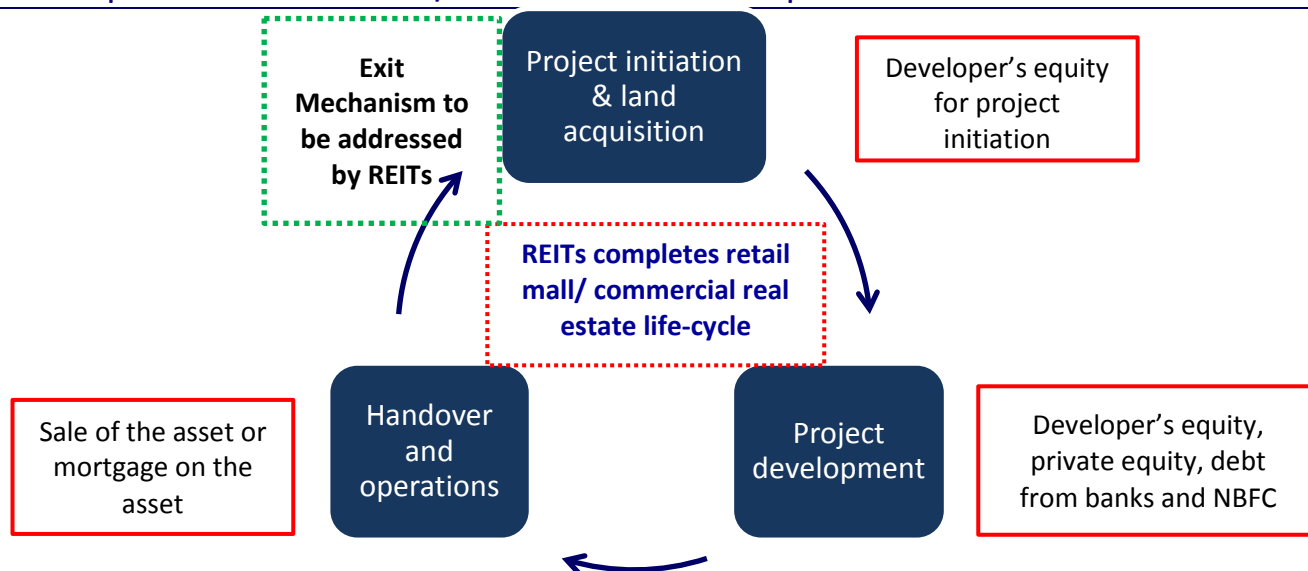 Exit
Mechanism to
be addressed
by REITs
Project initiation
& land
acquisition
Developer’s equity
for project
initiation
REITs completes retail
mall/ commercial real
estate life-cycle
Sale of the asset or
mortgage on the
asset
Handover
and
operations
Project
development
Developer’s equity,
private equity, debt
from banks and NBFC